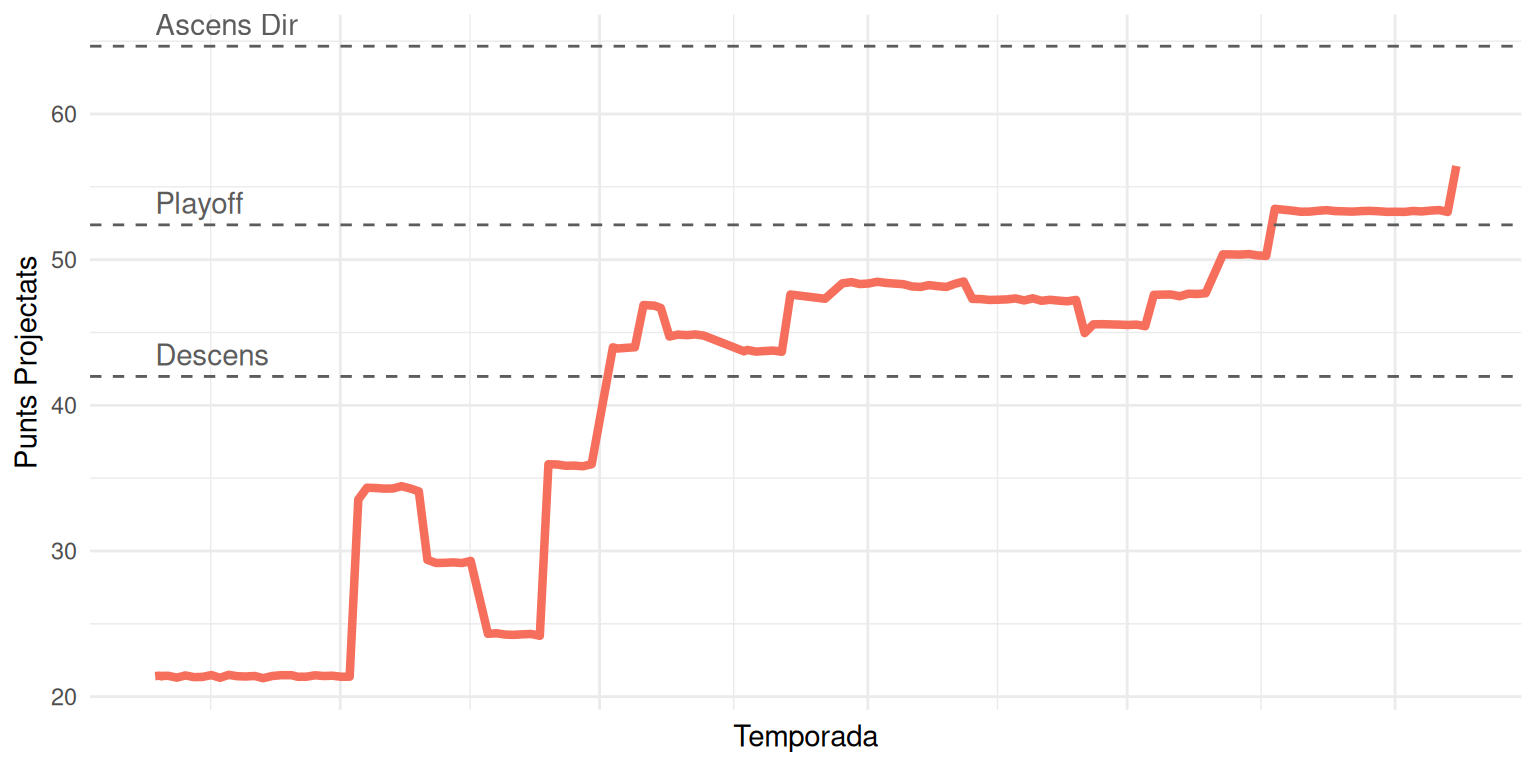 Ascens Dir
60
Playoff
50
Descens
40
30
20
Punts Projectats
Temporada